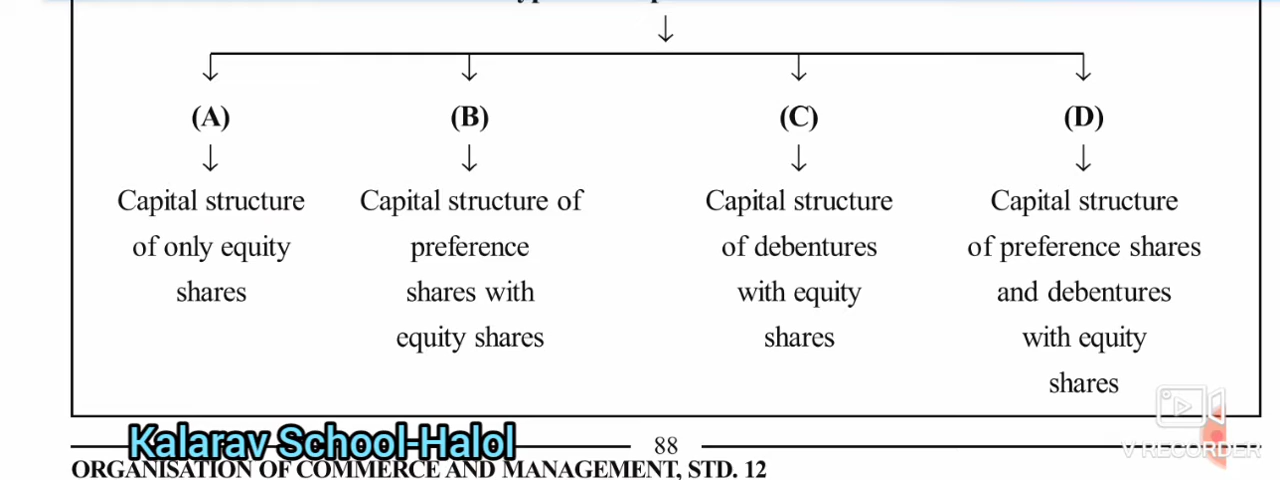 (A)
(B)
(C)
(D)
Capital structure
of only equity
shares
Capital structure of
preference
shares with
equity shares
Capital structure
of debentures
with equity
shares
Capital structure
of preference shares
and debentures
with equity
shares
Kalarav School-Halol
88
V RECORDER
ORGANISATION OF COMMERCE AND MANAGEMENT, STD. 12